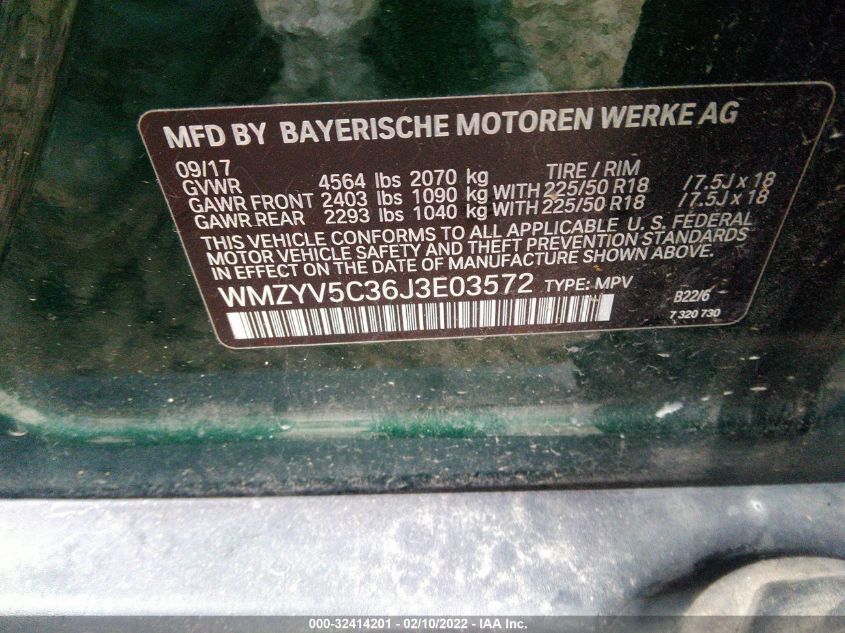 MFD BY BAYERISCHE MOTOREN WERKE AG
09/17 TIRE / RIM
GVWR 4564 lbs 2070 kg
GAWR FRONT 2403 lbs 1090 kg WITH 225/50 R18 / 7.5J x 18
GAWR REAR 2293 lbs 1040 kg WITH 225/50 R18 / 7.5J x 18
THIS VEHICLE CONFORMS TO ALL APPLICABLE U. S. FEDERAL
MOTOR VEHICLE SAFETY AND THEFT PREVENTION STANDARDS
IN EFFECT ON THE DATE OF MANUFACTURE SHOWN ABOVE.
WMZYV5C36J3E03572 TYPE: MPV B22/6
7 320 730
000-32414201 - 02/10/2022 - IAA Inc.